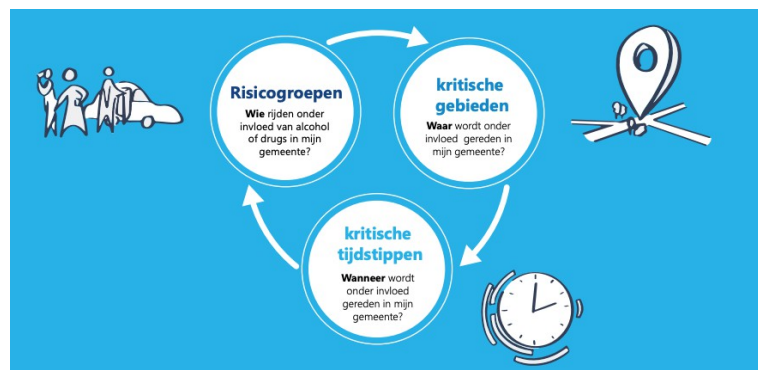 Risicogroepen
Wie rijden onder
invloed van alcohol
of drugs in mijn
gemeente?
kritische
gebieden
Waar wordt onder
invloed gereden in
mijn gemeente?
kritische
tijdstippen
Wanneer wordt
onder invloed
gereden in mijn
gemeente?